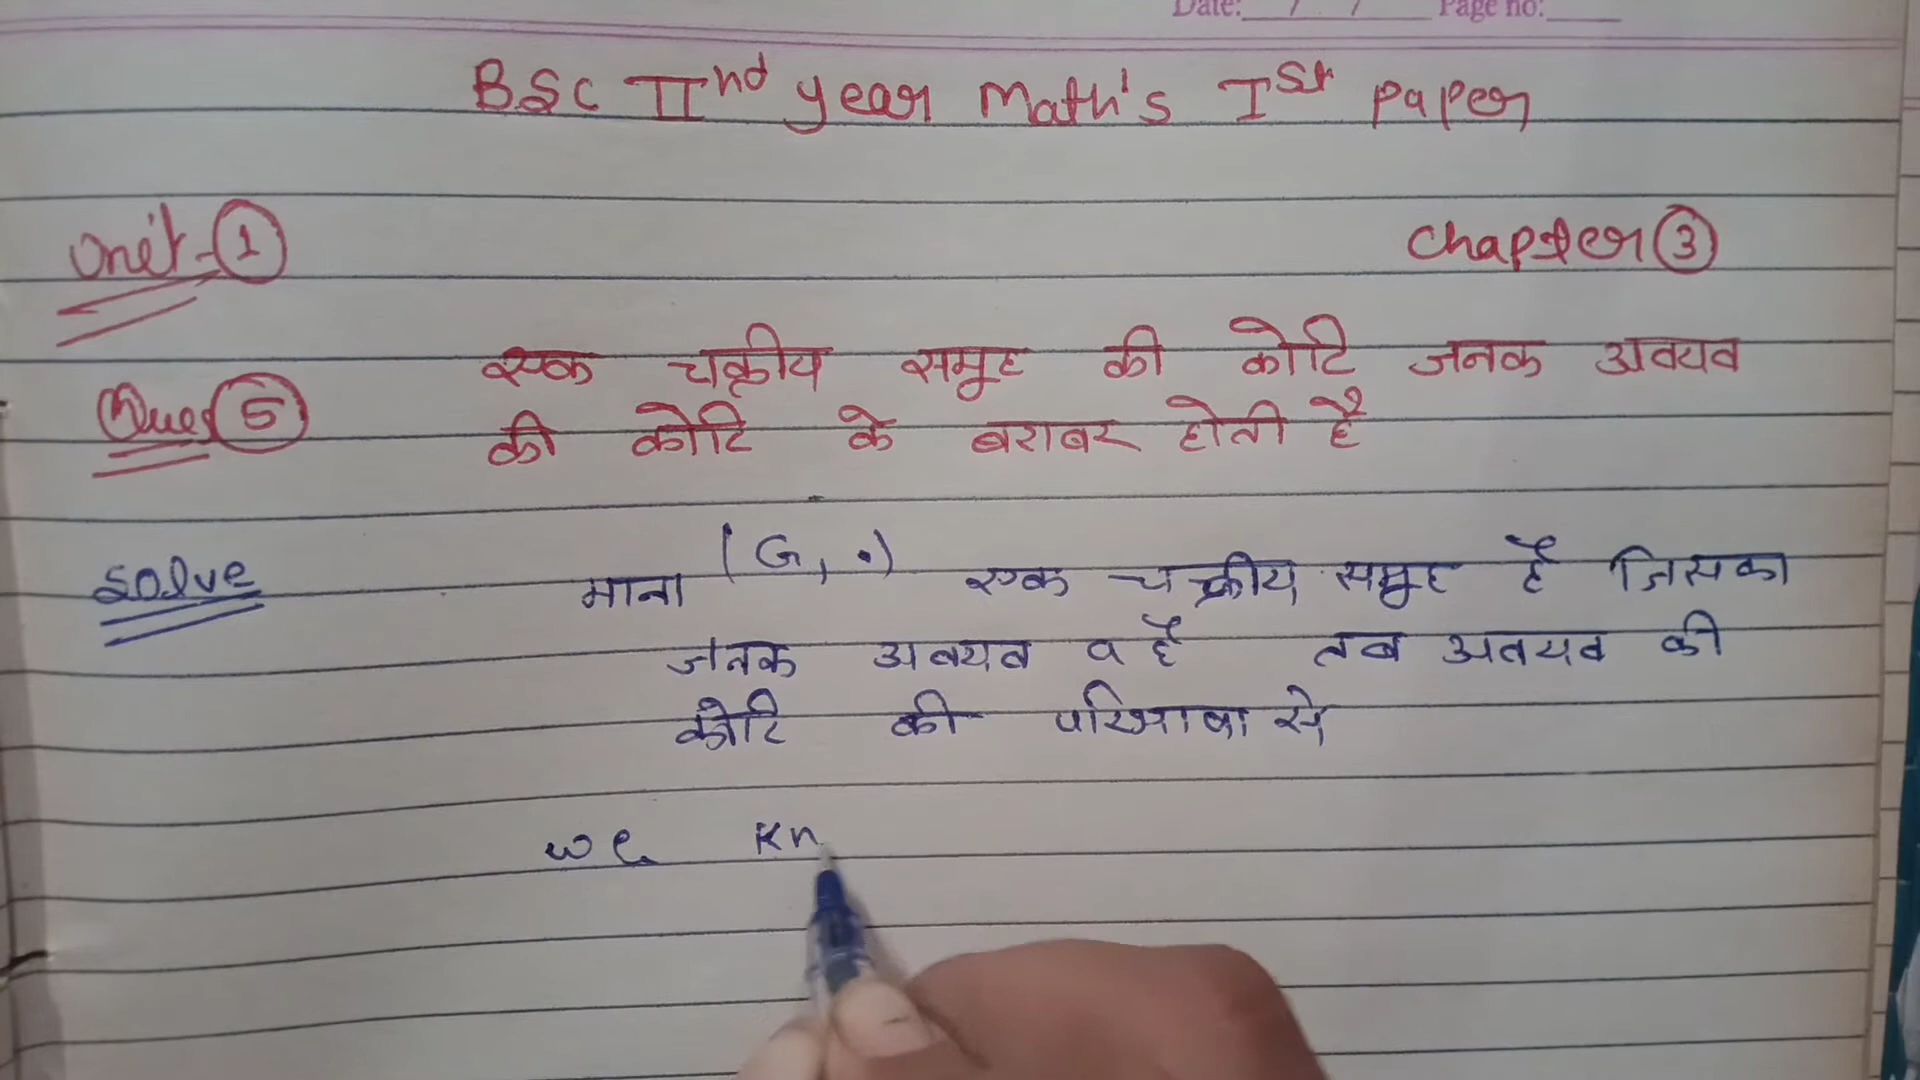 Date: / / Page no:
BSc IInd year Math's Ist paper
Unit-1 Chapter 3
Ques 5 एक चक्रीय समूह की कोटि जनक अवयव
की कोटि के बराबर होती है
Solve माना (G, •) एक चक्रीय समूह है जिसका
जनक अवयव a है तब अवयव की
कोटि की परिभाषा से
we Kn